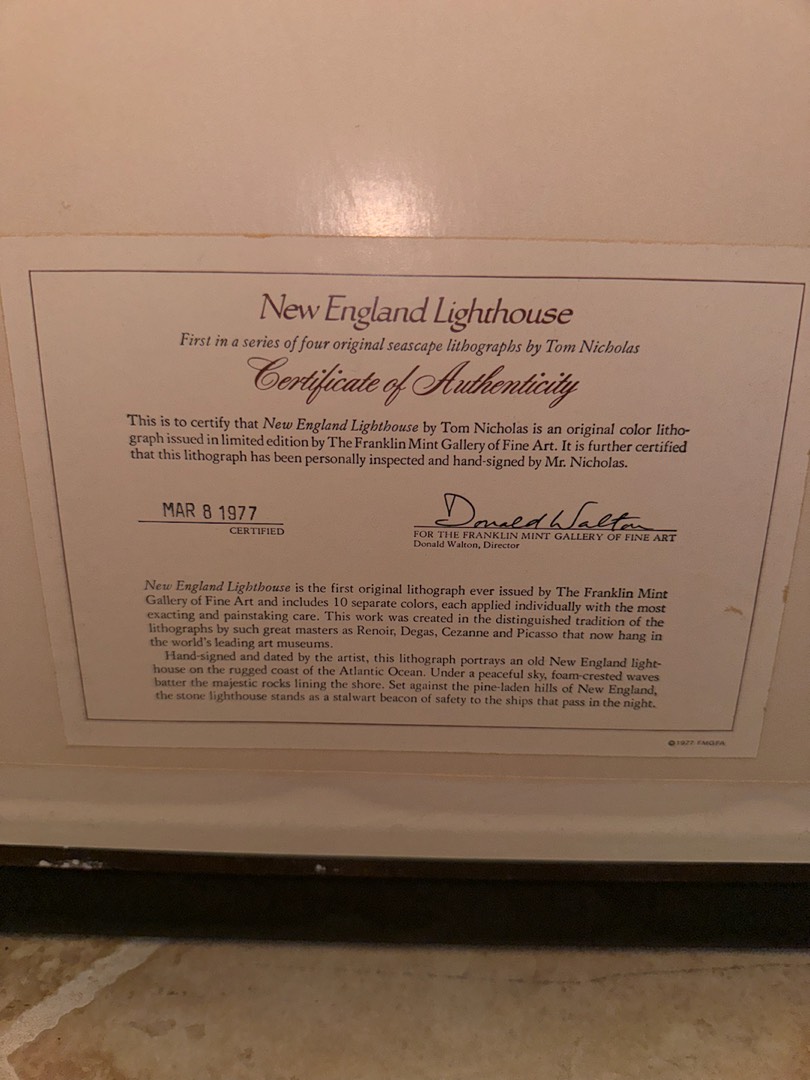 New England Lighthouse
First in a series of four original seascape lithographs by Tom Nicholas
Certificate of Authenticity
This is to certify that New England Lighthouse by Tom Nicholas is an original color litho-
graph issued in limited edition by The Franklin Mint Gallery of Fine Art. It is further certified
that this lithograph has been personally inspected and hand-signed by Mr. Nicholas.
MAR 8 1977
CERTIFIED
Donald Walton
FOR THE FRANKLIN MINT GALLERY OF FINE ART
Donald Walton, Director
New England Lighthouse is the first original lithograph ever issued by The Franklin Mint
Gallery of Fine Art and includes 10 separate colors, each applied individually with the most
exacting and painstaking care. This work was created in the distinguished tradition of the
lithographs by such great masters as Renoir, Degas, Cezanne and Picasso that now hang in
the world's leading art museums.
Hand-signed and dated by the artist, this lithograph portrays an old New England light-
house on the rugged coast of the Atlantic Ocean. Under a peaceful sky, foam-crested waves
batter the majestic rocks lining the shore. Set against the pine-laden hills of New England,
the stone lighthouse stands as a stalwart beacon of safety to the ships that pass in the night.
© 1977 FMGFA